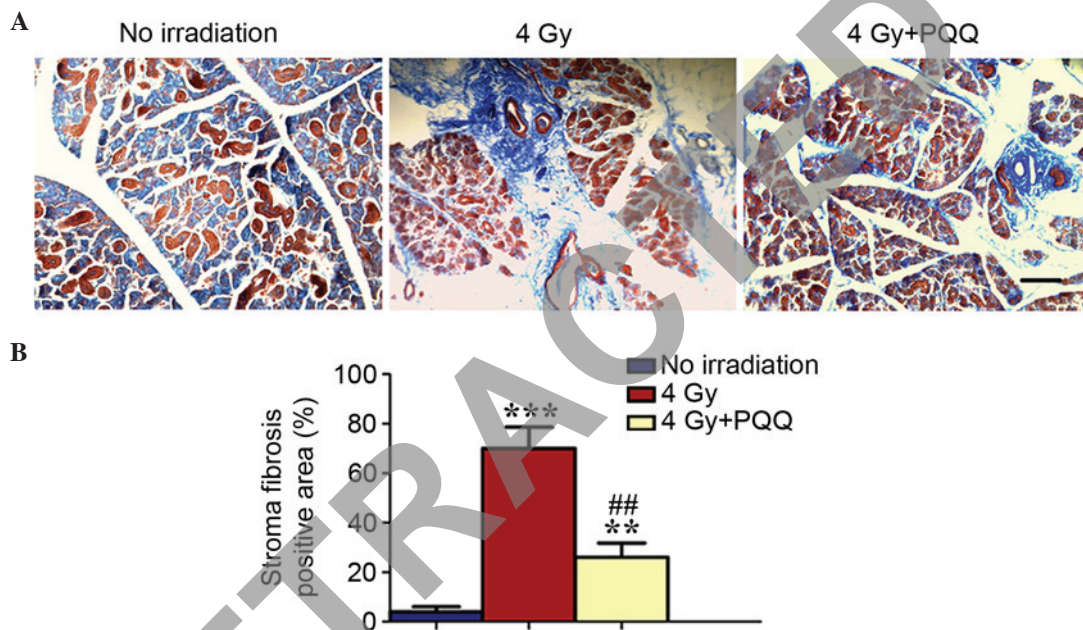 A
No irradiation
4 Gy
4 Gy+PQQ
B
Stroma fibrosis
positive area (%)
100
80
60
40
20
0
***
##
**
No irradiation
4 Gy
4 Gy+PQQ
TRACTED